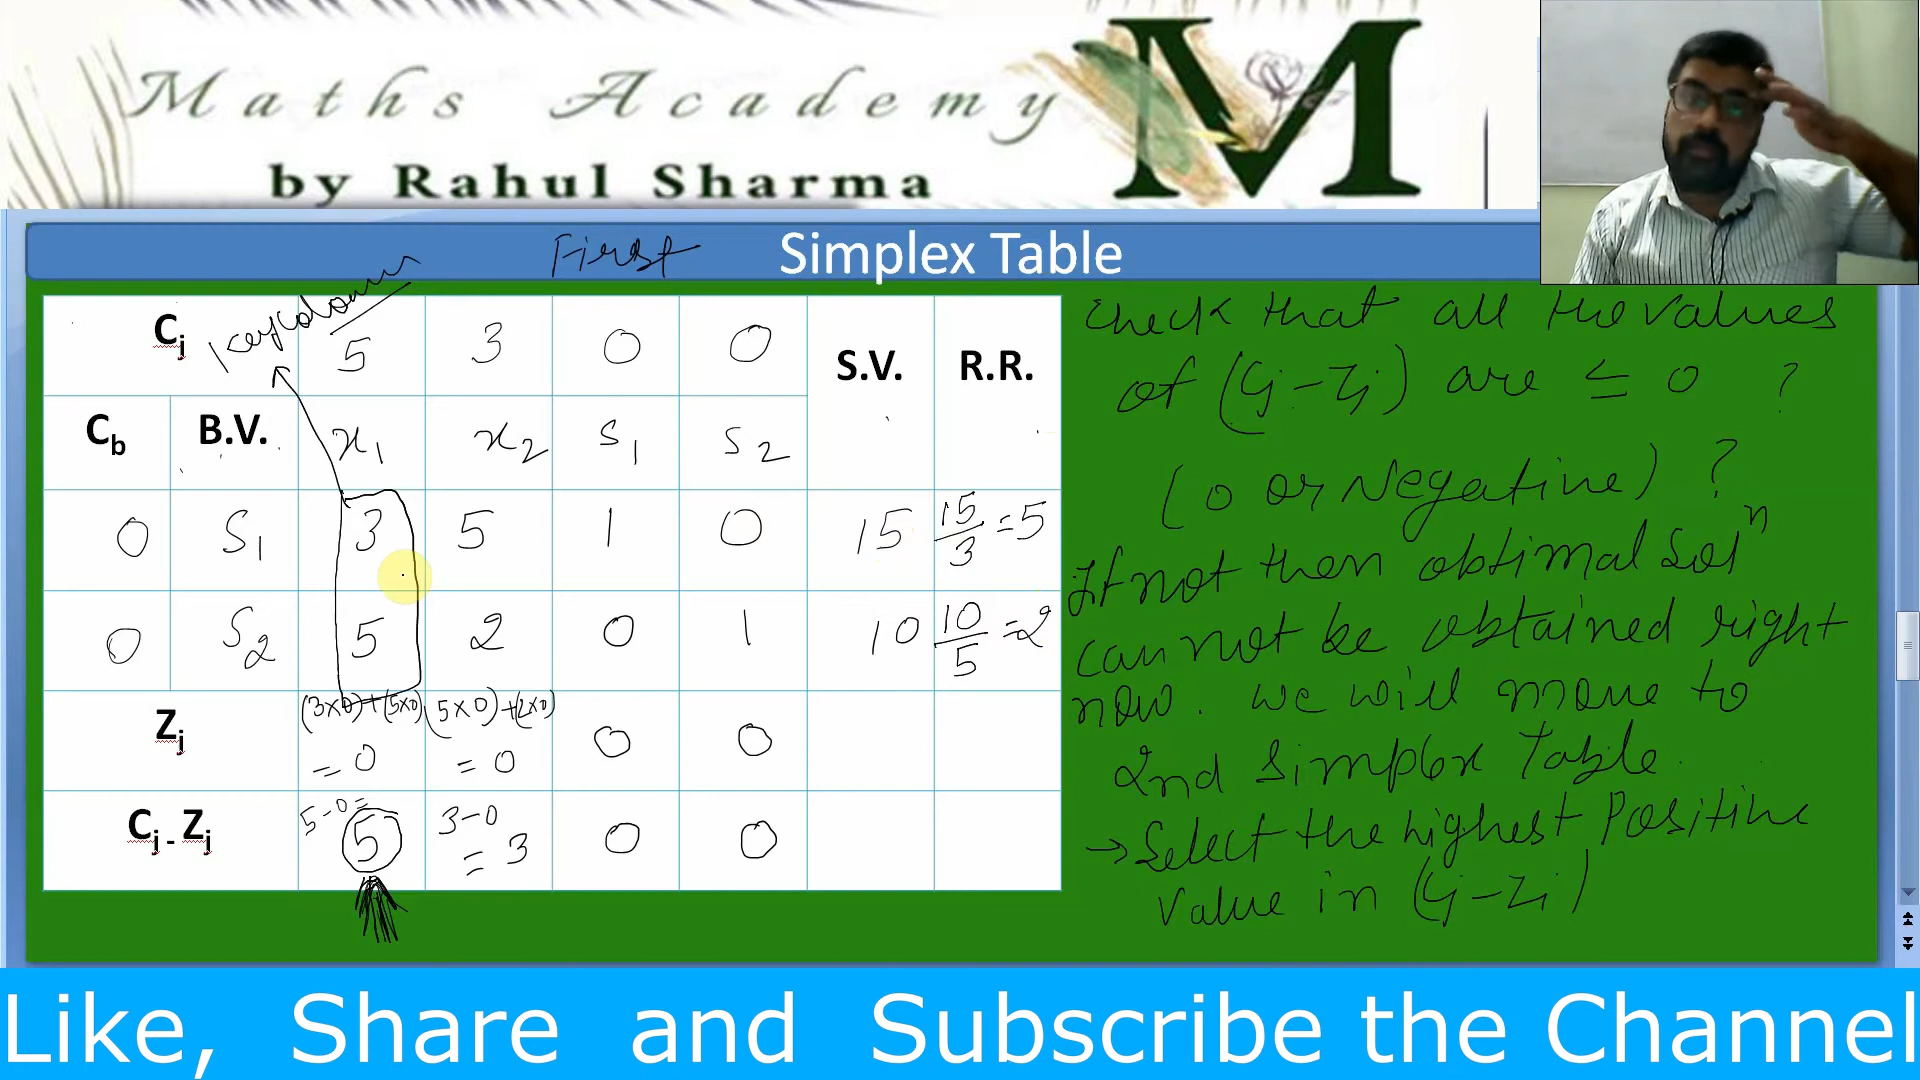 Maths Academy
by Rahul Sharma
M
First Simplex Table
Key column
Cj 5 3 0 0 S.V. R.R.
Cb B.V. x1 x2 S1 S2
0 S1 3 5 1 0 15 15/3 = 5
0 S2 5 2 0 1 10 10/5 = 2
Zj (3×0)+(5×0) = 0 (5×0)+(2×0) = 0 0 0
Cj - Zj 5-0= 5 3-0 = 3 0 0
Check that all the values
of (Cj - Zj) are ≤ 0 ?
(0 or Negative) ?
If not then optimal Solⁿ
can not be obtained right
now. we will move to
2nd Simplex Table.
→ Select the highest Positive
Value in (Cj - Zj)
Like, Share and Subscribe the Channel